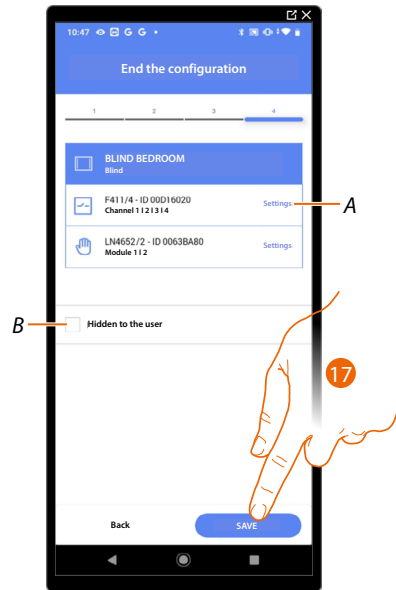 10:47 G G
End the configuration
1 2 3 4
BLIND BEDROOM
Blind
F411/4 - ID 00D16020
Channel 1 I 2 I 3 I 4
Settings
A
LN4652/2 - ID 0063BA80
Module 1 I 2
Settings
B
Hidden to the user
17
Back
SAVE